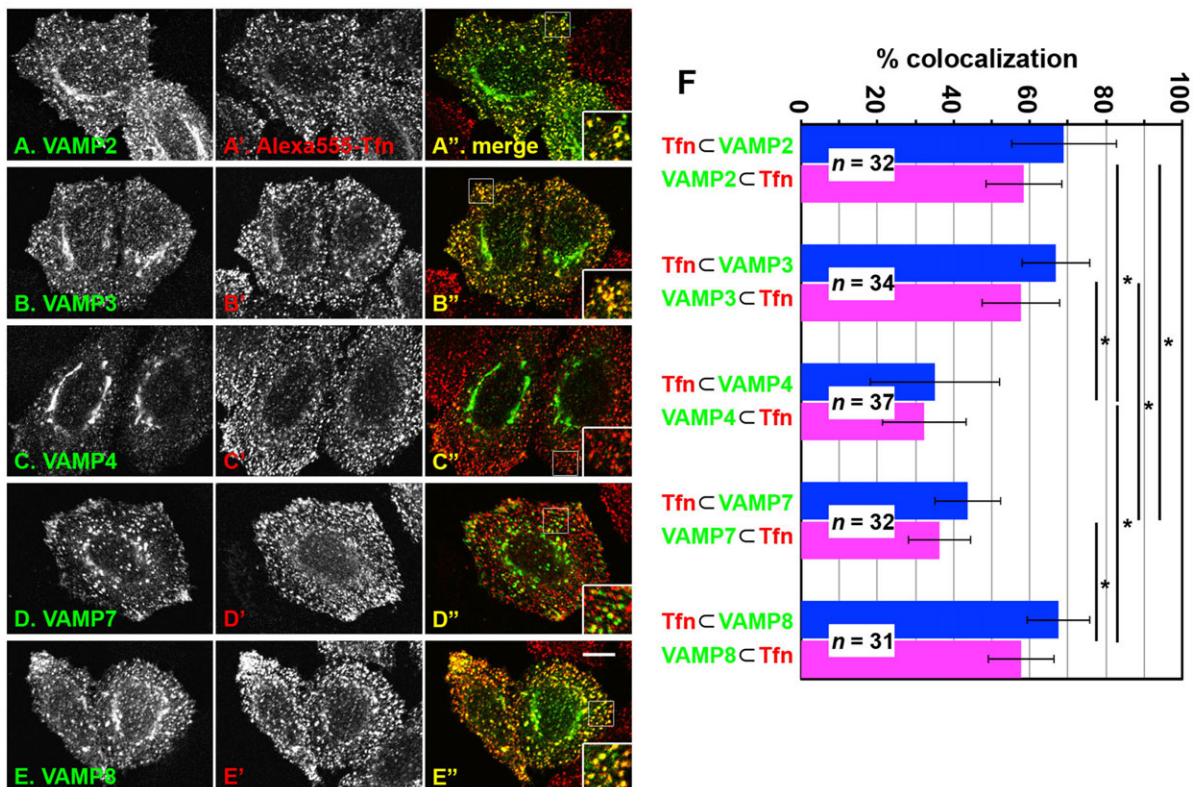 A. VAMP2
A'. Alexa555-Tfn
A". merge
B. VAMP3
B'
B"
C. VAMP4
C'
C"
D. VAMP7
D'
D"
E. VAMP8
E'
E"
F
% colocalization
0 20 40 60 80 100
Tfn⊂VAMP2
VAMP2⊂Tfn
n = 32
Tfn⊂VAMP3
VAMP3⊂Tfn
n = 34
Tfn⊂VAMP4
VAMP4⊂Tfn
n = 37
Tfn⊂VAMP7
VAMP7⊂Tfn
n = 32
Tfn⊂VAMP8
VAMP8⊂Tfn
n = 31
*
*
*
*
*
*